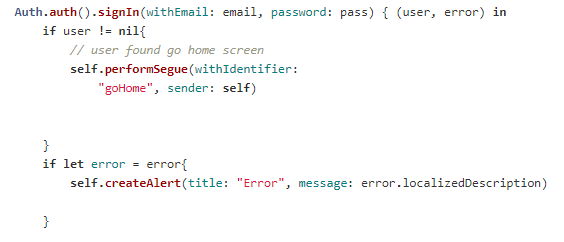 Auth.auth().signIn(withEmail: email, password: pass) { (user, error) in
if user != nil{
// user found go home screen
self.performSegue(withIdentifier:
"goHome", sender: self)
}
if let error = error{
self.createAlert(title: "Error", message: error.localizedDescription)
}